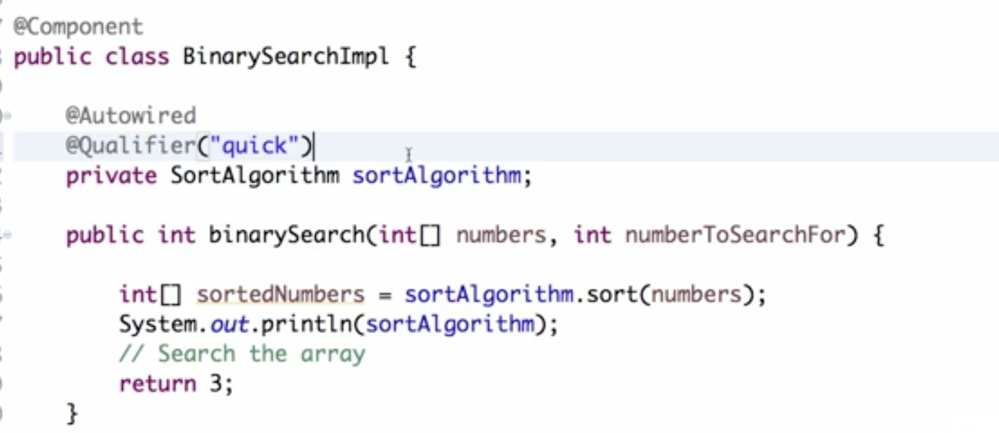 @Component
public class BinarySearchImpl {
@Autowired
@Qualifier("quick")
private SortAlgorithm sortAlgorithm;
public int binarySearch(int[] numbers, int numberToSearchFor) {
int[] sortedNumbers = sortAlgorithm.sort(numbers);
System.out.println(sortAlgorithm);
// Search the array
return 3;
}